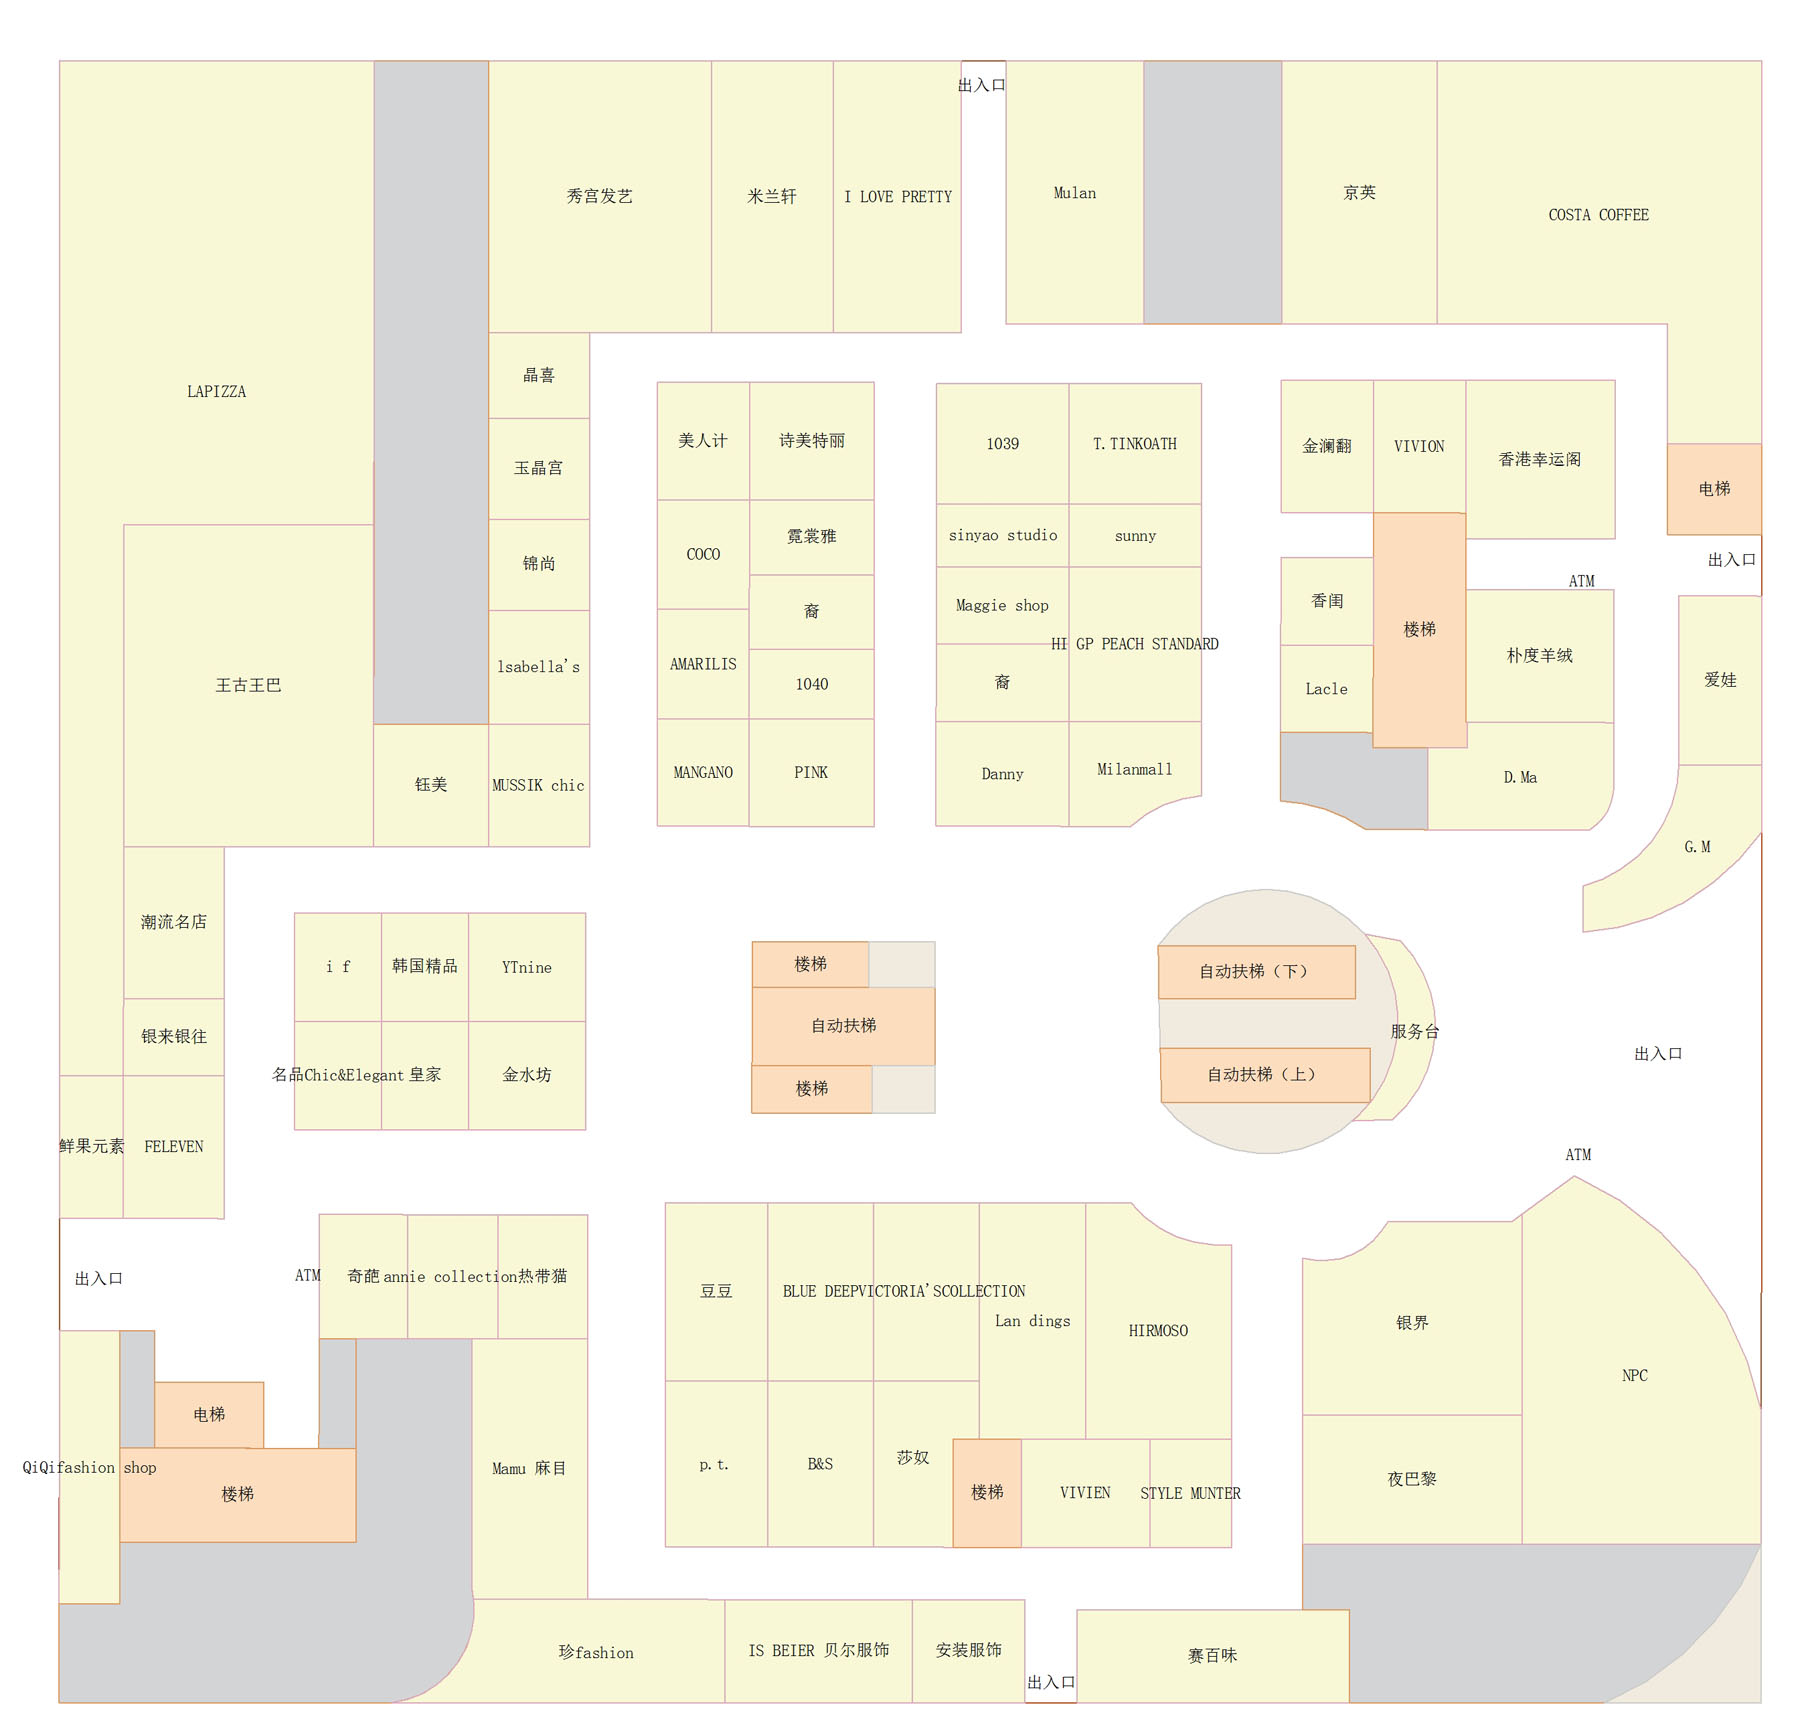 出入口
秀宫发艺
米兰轩
I LOVE PRETTY
Mulan
京英
COSTA COFFEE
LAPIZZA
晶喜
玉晶宫
锦尚
lsabella's
钰美
MUSSIK chic
王古王巴
美人计
诗美特丽
COCO
霓裳雅
裔
AMARILIS
1040
MANGANO
PINK
1039
T.TINKOATH
sinyao studio
sunny
Maggie shop
HI GP PEACH STANDARD
裔
Danny
Milanmall
金澜翻
VIVION
香港幸运阁
电梯
出入口
ATM
香闺
楼梯
朴度羊绒
爱娃
Lacle
D.Ma
G.M
潮流名店
银来银往
鲜果元素
FELEVEN
i f
韩国精品
YTnine
名品Chic&Elegant
皇家
金水坊
楼梯
自动扶梯
楼梯
自动扶梯（下）
自动扶梯（上）
服务台
出入口
ATM
出入口
ATM
奇葩
annie collection
热带猫
电梯
楼梯
QiQifashion shop
Mamu 麻目
豆豆
BLUE DEEP
VICTORIA'SCOLLECTION
Lan dings
HIRMOSO
p.t.
B&S
莎奴
楼梯
VIVIEN
STYLE MUNTER
银界
NPC
夜巴黎
珍fashion
IS BEIER 贝尔服饰
安装服饰
出入口
赛百味